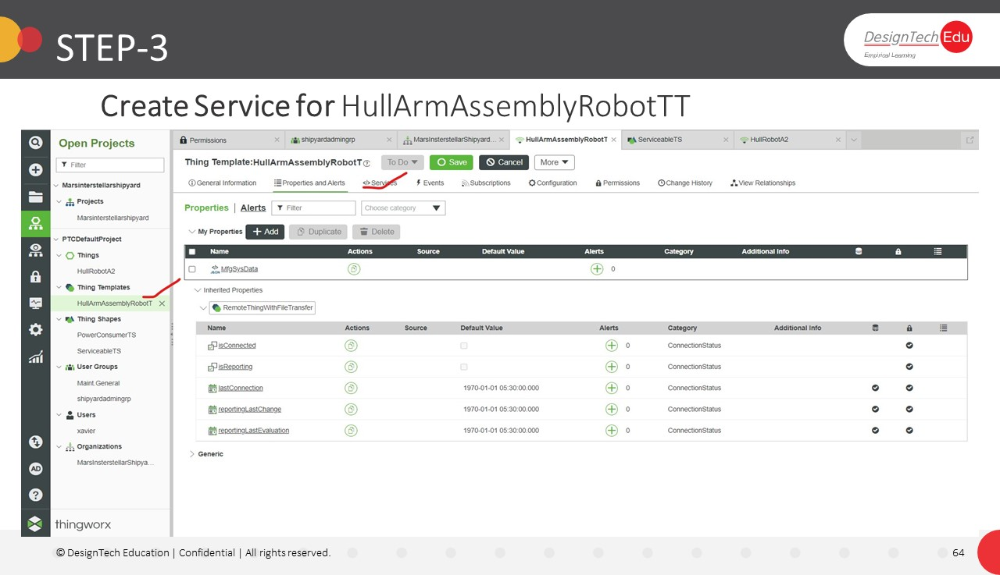 STEP-3
DesignTech Edu
Empirical Learning
Create Service for HullArmAssemblyRobotTT
Open Projects
Filter
Marsinterstellarshipyard
Projects
Marsinterstellarshipyard
PTCDefaultProject
Things
HullRobotA2
Thing Templates
HullArmAssemblyRobotT
Thing Shapes
PowerConsumerTS
ServiceableTS
User Groups
Maint.General
shipyardadmingrp
Users
xavier
Organizations
MarsInsterstellarShipya...
AD
?
thingworx
Permissions shipyardadmingrp MarsInsterstellarShipyard... HullArmAssemblyRobotT ServiceableTS HullRobotA2
Thing Template:HullArmAssemblyRobotT ? To Do Save Cancel More
General Information Properties and Alerts Services Events Subscriptions Configuration Permissions Change History View Relationships
Properties | Alerts Filter Choose category
My Properties + Add Duplicate Delete
Name Actions Source Default Value Alerts Category Additional Info
JSON MfgSysData 0
Inherited Properties
RemoteThingWithFileTransfer
Name Actions Source Default Value Alerts Category Additional Info
isConnected 0 ConnectionStatus
isReporting 0 ConnectionStatus
lastConnection 1970-01-01 05:30:00.000 0 ConnectionStatus
reportingLastChange 1970-01-01 05:30:00.000 0 ConnectionStatus
reportingLastEvaluation 1970-01-01 05:30:00.000 0 ConnectionStatus
Generic
© DesignTech Education | Confidential | All rights reserved.
64